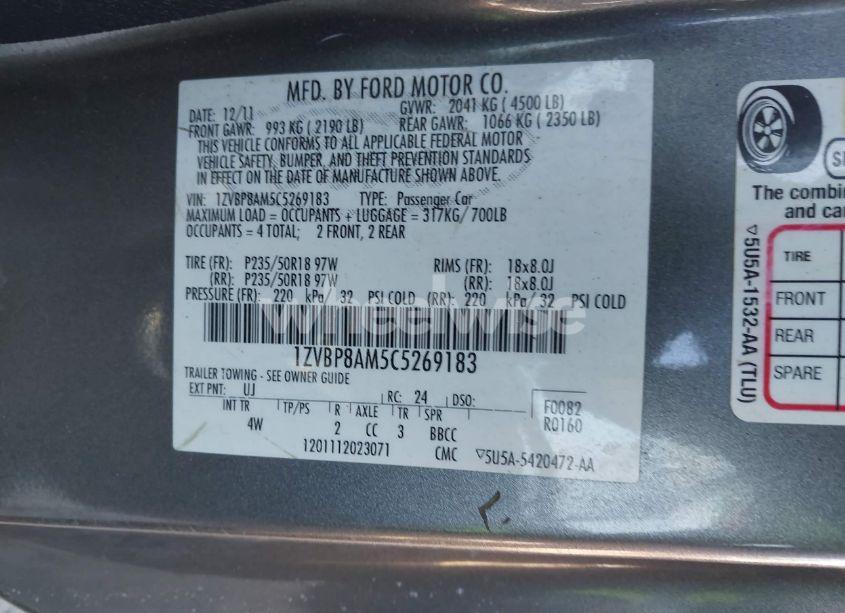 MFD. BY FORD MOTOR CO.
DATE: 12/11 GVWR: 2041 KG ( 4500 LB)
FRONT GAWR: 993 KG ( 2190 LB) REAR GAWR: 1066 KG ( 2350 LB)
THIS VEHICLE CONFORMS TO ALL APPLICABLE FEDERAL MOTOR
VEHICLE SAFETY, BUMPER, AND THEFT PREVENTION STANDARDS
IN EFFECT ON THE DATE OF MANUFACTURE SHOWN ABOVE.
VIN: 1ZVBP8AM5C5269183 TYPE: Passenger Car
MAXIMUM LOAD = OCCUPANTS + LUGGAGE = 317KG/700LB
OCCUPANTS = 4 TOTAL; 2 FRONT, 2 REAR
TIRE (FR): P235/50R18 97W RIMS (FR): 18x8.0J
(RR): P235/50R18 97W (RR): 18x8.0J
PRESSURE (FR): 220 kPa/32 PSI COLD (RR): 220 kPa/32 PSI COLD
wheelwise
1ZVBP8AM5C5269183
TRAILER TOWING - SEE OWNER GUIDE
EXT PNT: UJ RC: 24 DSO: F0082
INT TR TP/PS R AXLE TR SPR R0160
4W 2 CC 3 BBCC
1201112023071 CMC ▽5U5A-5420472-AA
The combin
and ca
▽5U5A-1532-AA (TLU)
TIRE
FRONT
REAR
SPARE